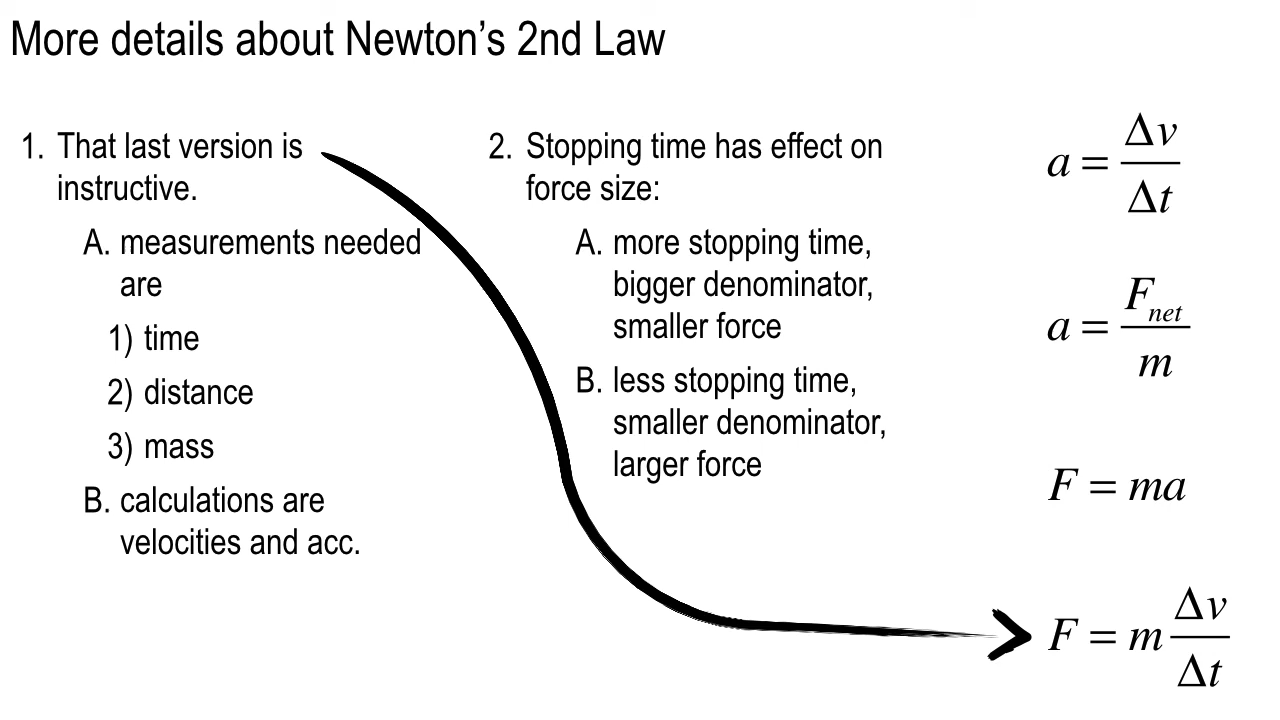 More details about Newton’s 2nd Law
1. That last version is
instructive.
A. measurements needed
are
1) time
2) distance
3) mass
B. calculations are
velocities and acc.
2. Stopping time has effect on
force size:
A. more stopping time,
bigger denominator,
smaller force
B. less stopping time,
smaller denominator,
larger force
a = Δv/Δt
a = F_net/m
F = ma
F = m Δv/Δt